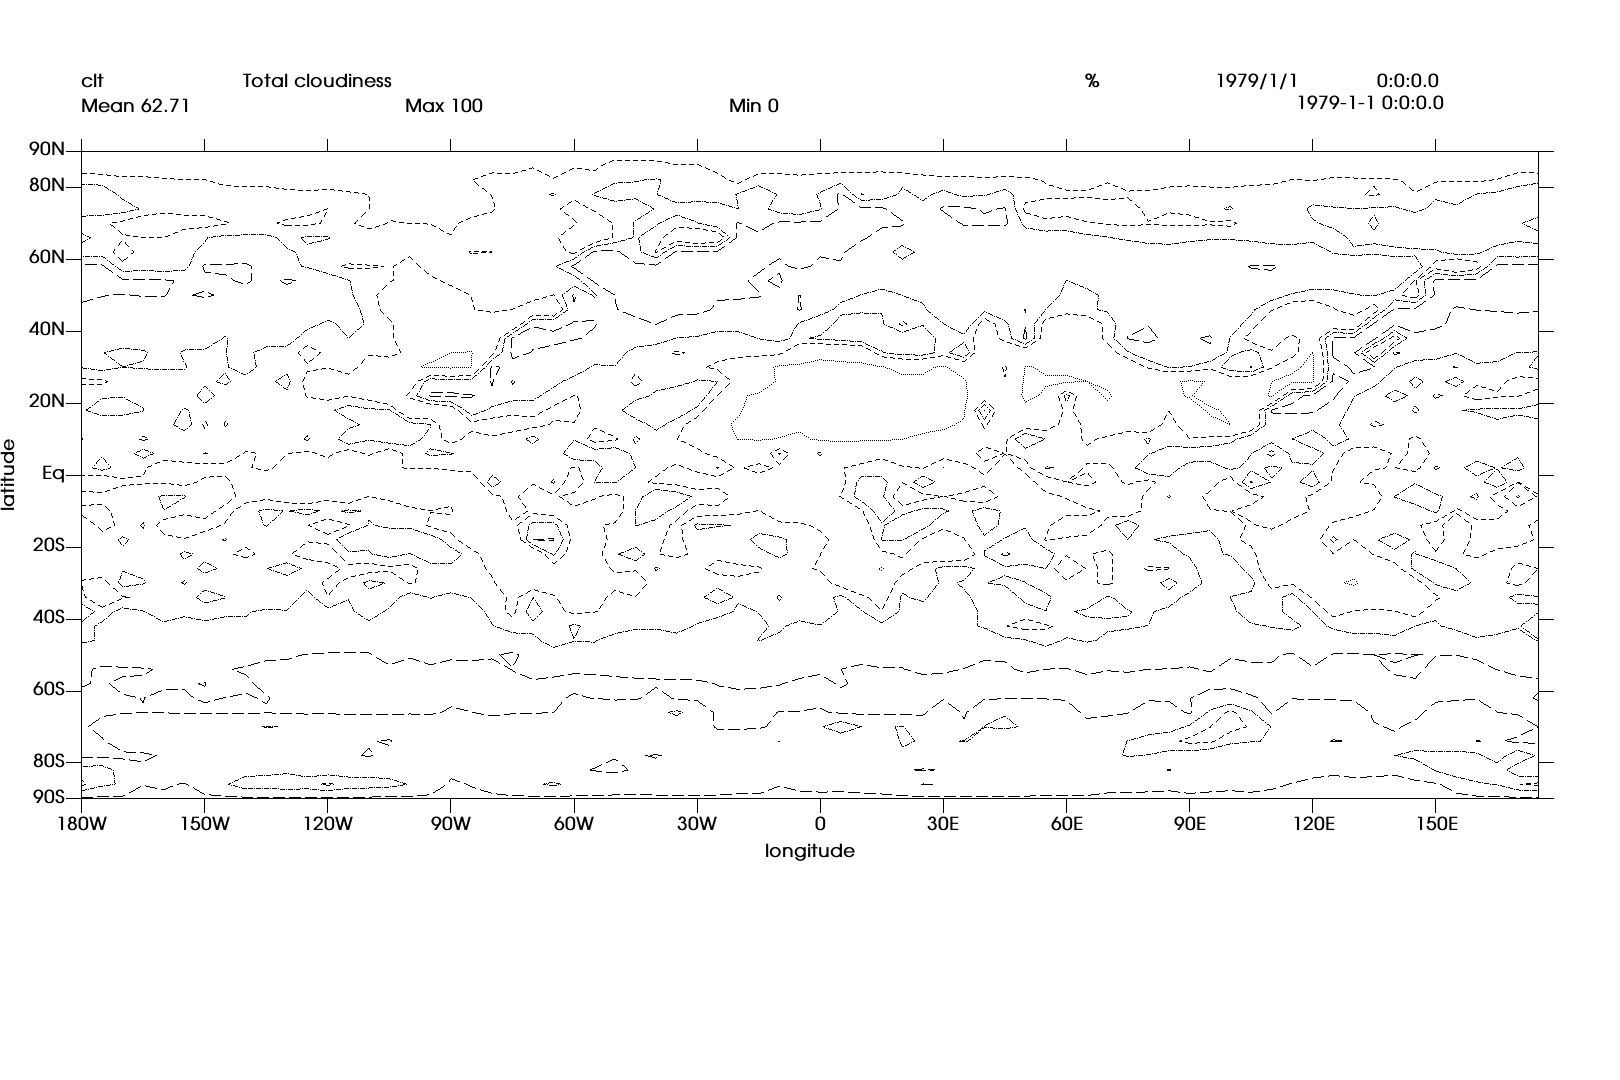 clt Total cloudiness % 1979/1/1 0:0:0.0
Mean 62.71 Max 100 Min 0 1979-1-1 0:0:0.0
90N
80N
60N
40N
20N
Eq
20S
40S
60S
80S
90S
latitude
180W 150W 120W 90W 60W 30W 0 30E 60E 90E 120E 150E
longitude